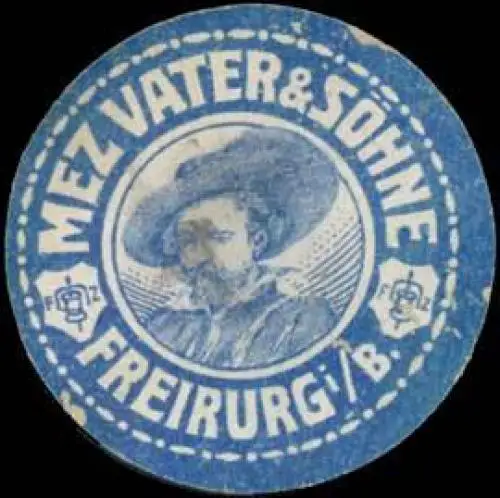 MEZ VATER & SÖHNE
F Z
F Z
FREIRURG i/B.